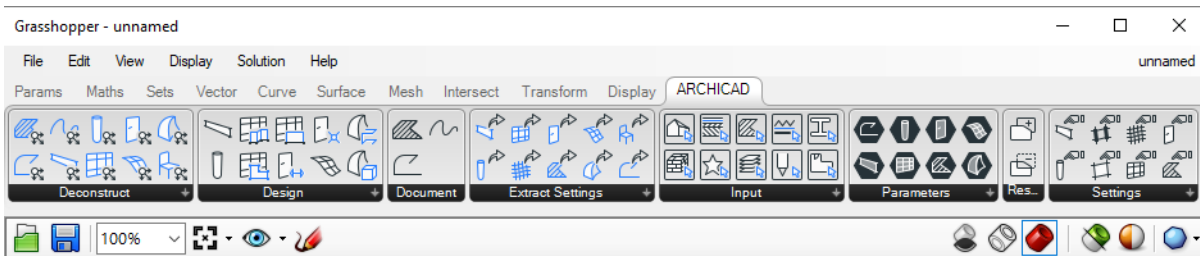 Grasshopper - unnamed
File Edit View Display Solution Help unnamed
Params Maths Sets Vector Curve Surface Mesh Intersect Transform Display ARCHICAD
Deconstruct Design Document Extract Settings Input Parameters Res... Settings
100%